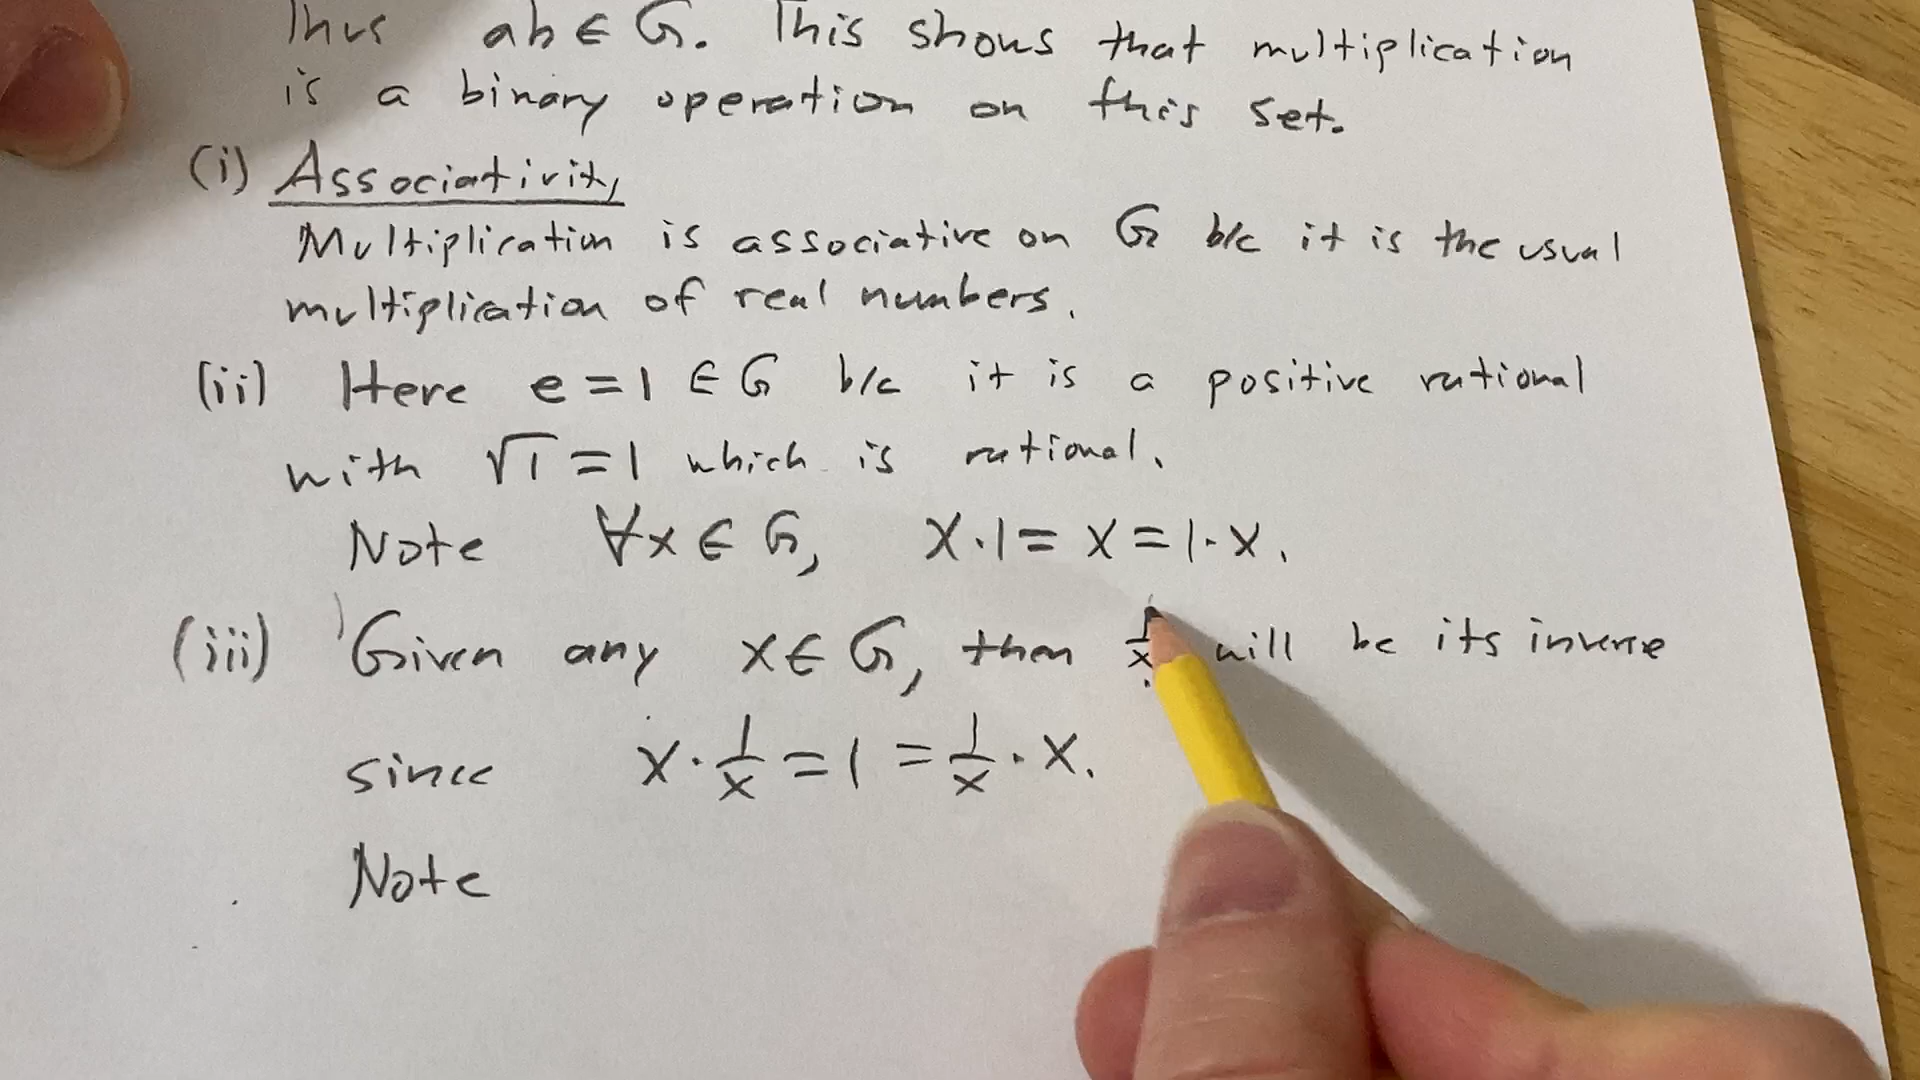 Thus ab ∈ G. This shows that multiplication
is a binary operation on this set.
(i) Associativity
Multiplication is associative on G b/c it is the usual
multiplication of real numbers.
(ii) Here e = 1 ∈ G b/c it is a positive rational
with √1 = 1 which is rational.
Note ∀x ∈ G, x·1 = x = 1·x.
(iii) Given any x ∈ G, then 1/x will be its inverse
since x · 1/x = 1 = 1/x · x.
Note